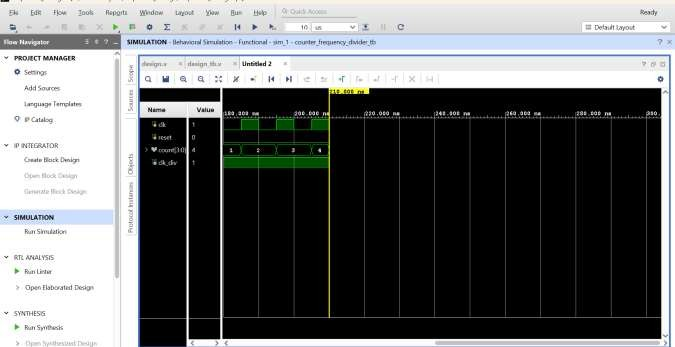 File Edit Flow Tools Reports Window Layout View Run Help Quick Access Ready
10 us Default Layout
Flow Navigator
SIMULATION - Behavioral Simulation - Functional - sim_1 - counter_frequency_divider_tb
PROJECT MANAGER
Settings
Add Sources
Language Templates
IP Catalog
IP INTEGRATOR
Create Block Design
Open Block Design
Generate Block Design
SIMULATION
Run Simulation
RTL ANALYSIS
Run Linter
Open Elaborated Design
SYNTHESIS
Run Synthesis
Open Synthesized Design
Scope
Sources
Objects
Protocol Instances
design.v × design_tb.v × Untitled 2 ×
210.000 ns
Name Value 180.000 ns 200.000 ns 220.000 ns 240.000 ns 260.000 ns 280.000 ns 300.
clk 1
reset 0
count[3:0] 4 1 2 3 4
clk_div 1